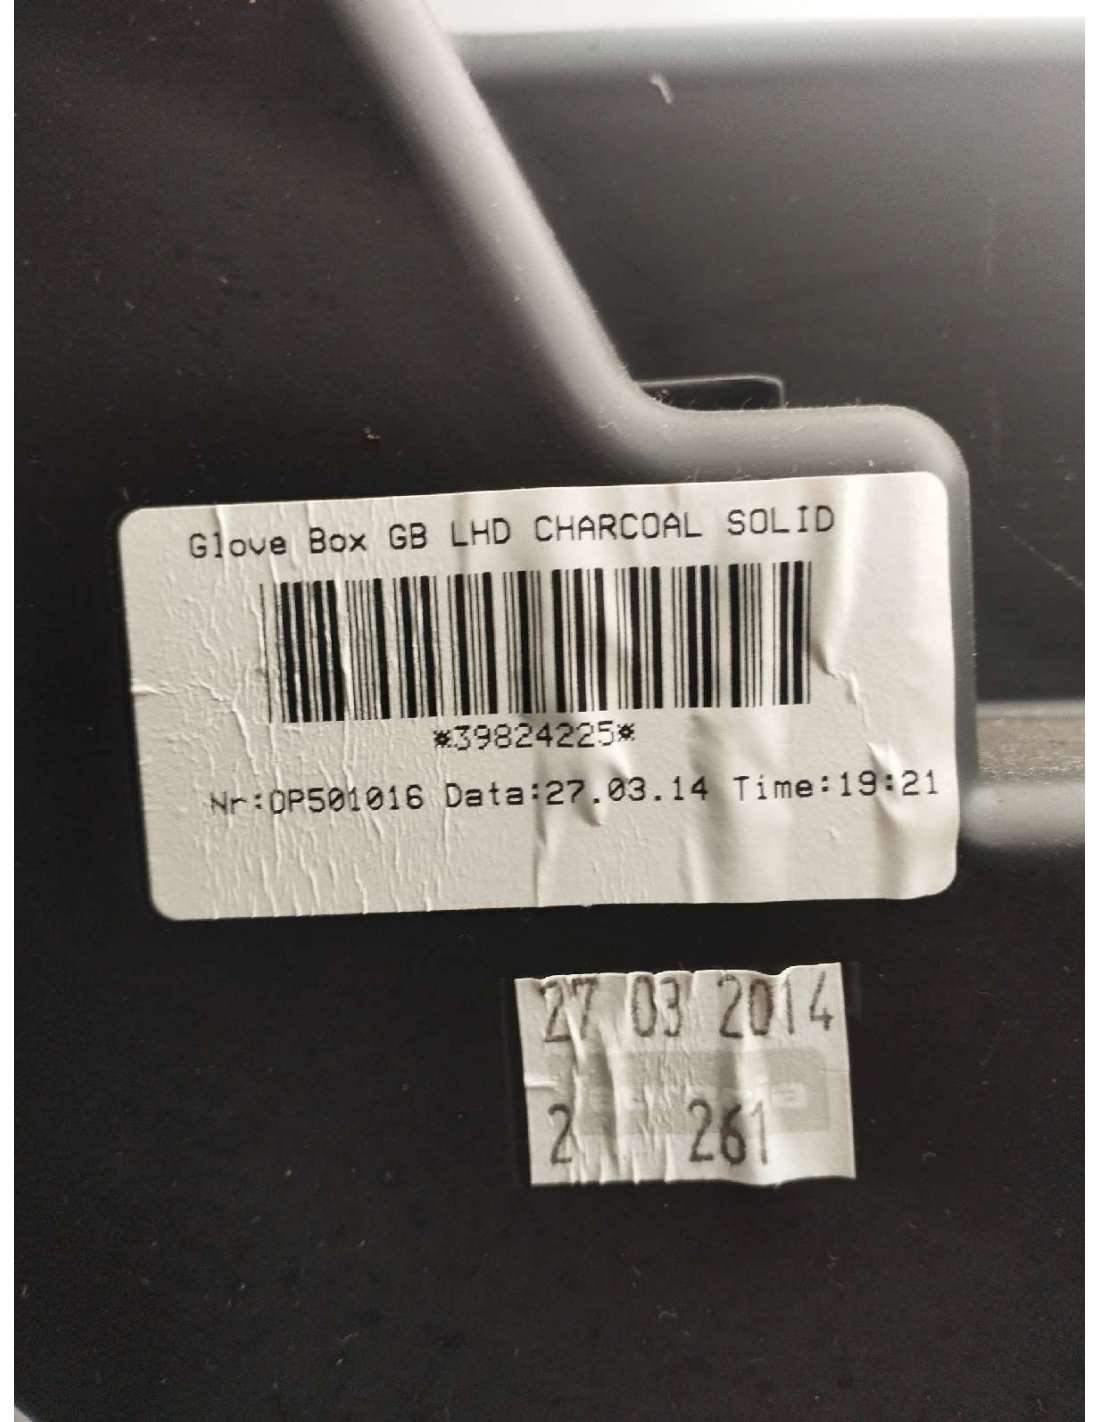 Glove Box GB LHD CHARCOAL SOLID
*39824225*
Nr:OP501016 Data:27.03.14 Time:19:21
27 03 2014
2 261